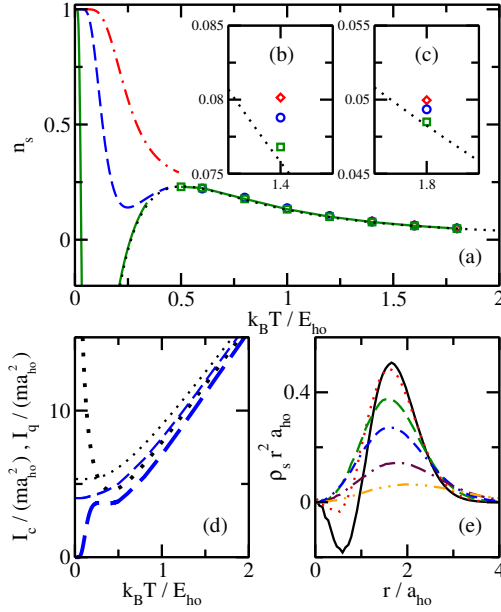 1
0.5
0
n_s
0 0.5 1 1.5 2
k_B T / E_ho
(a)
0.085
0.08
0.075
1.4
(b)
0.05
0.05
0.045
1.8
(c)
10
0
I_c / (ma_ho^2) , I_q / (ma_ho^2)
0 1 2
k_B T / E_ho
(d)
0.4
0
ρ_s r^2 a_ho
0 2 4
r / a_ho
(e)